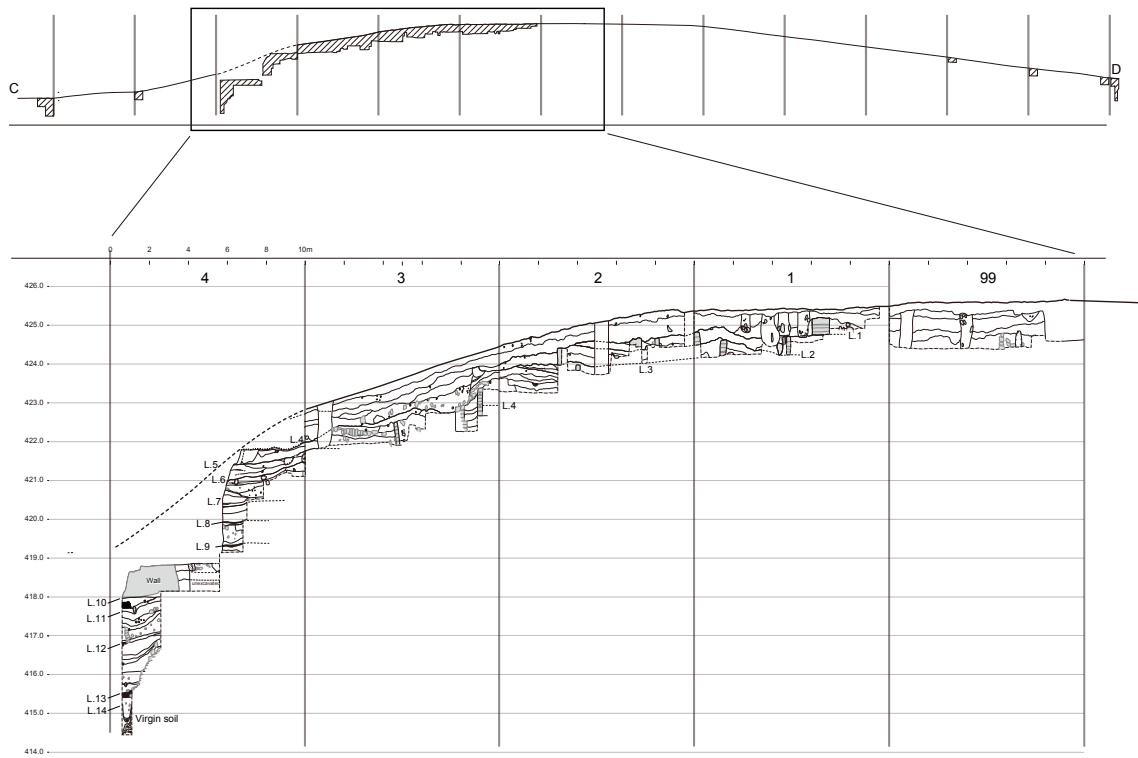 C
D
0 2 4 6 8 10m
4 3 2 1 99
426.0
425.0
L.1
L.2
424.0
L.3
423.0
L.4
422.0
L.4
L.5
421.0
L.6
L.7
420.0
L.8
L.9
419.0
Wall
unexcavated
418.0
L.10
L.11
417.0
L.12
416.0
L.13
415.0
L.14
Virgin soil
414.0